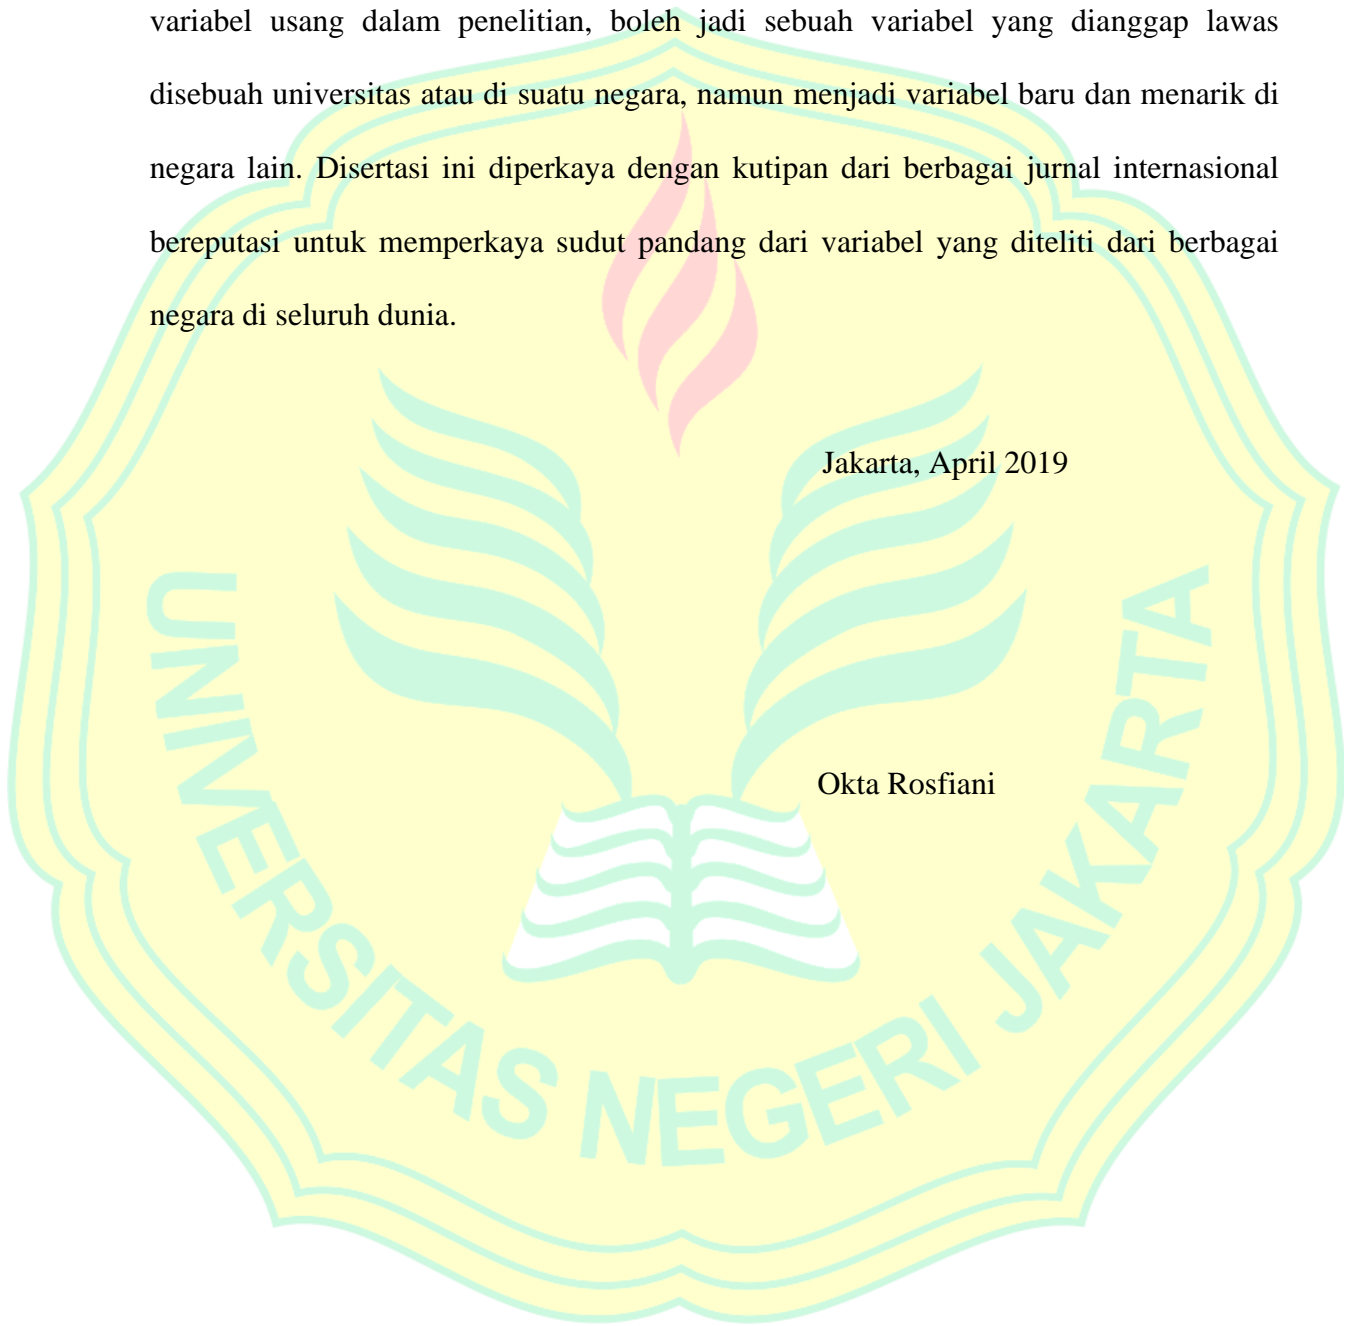 variabel usang dalam penelitian, boleh jadi sebuah variabel yang dianggap lawas
disebuah universitas atau di suatu negara, namun menjadi variabel baru dan menarik di
negara lain. Disertasi ini diperkaya dengan kutipan dari berbagai jurnal internasional
bereputasi untuk memperkaya sudut pandang dari variabel yang diteliti dari berbagai
negara di seluruh dunia.
Jakarta, April 2019
Okta Rosfiani
UNIVERSITAS NEGERI JAKARTA